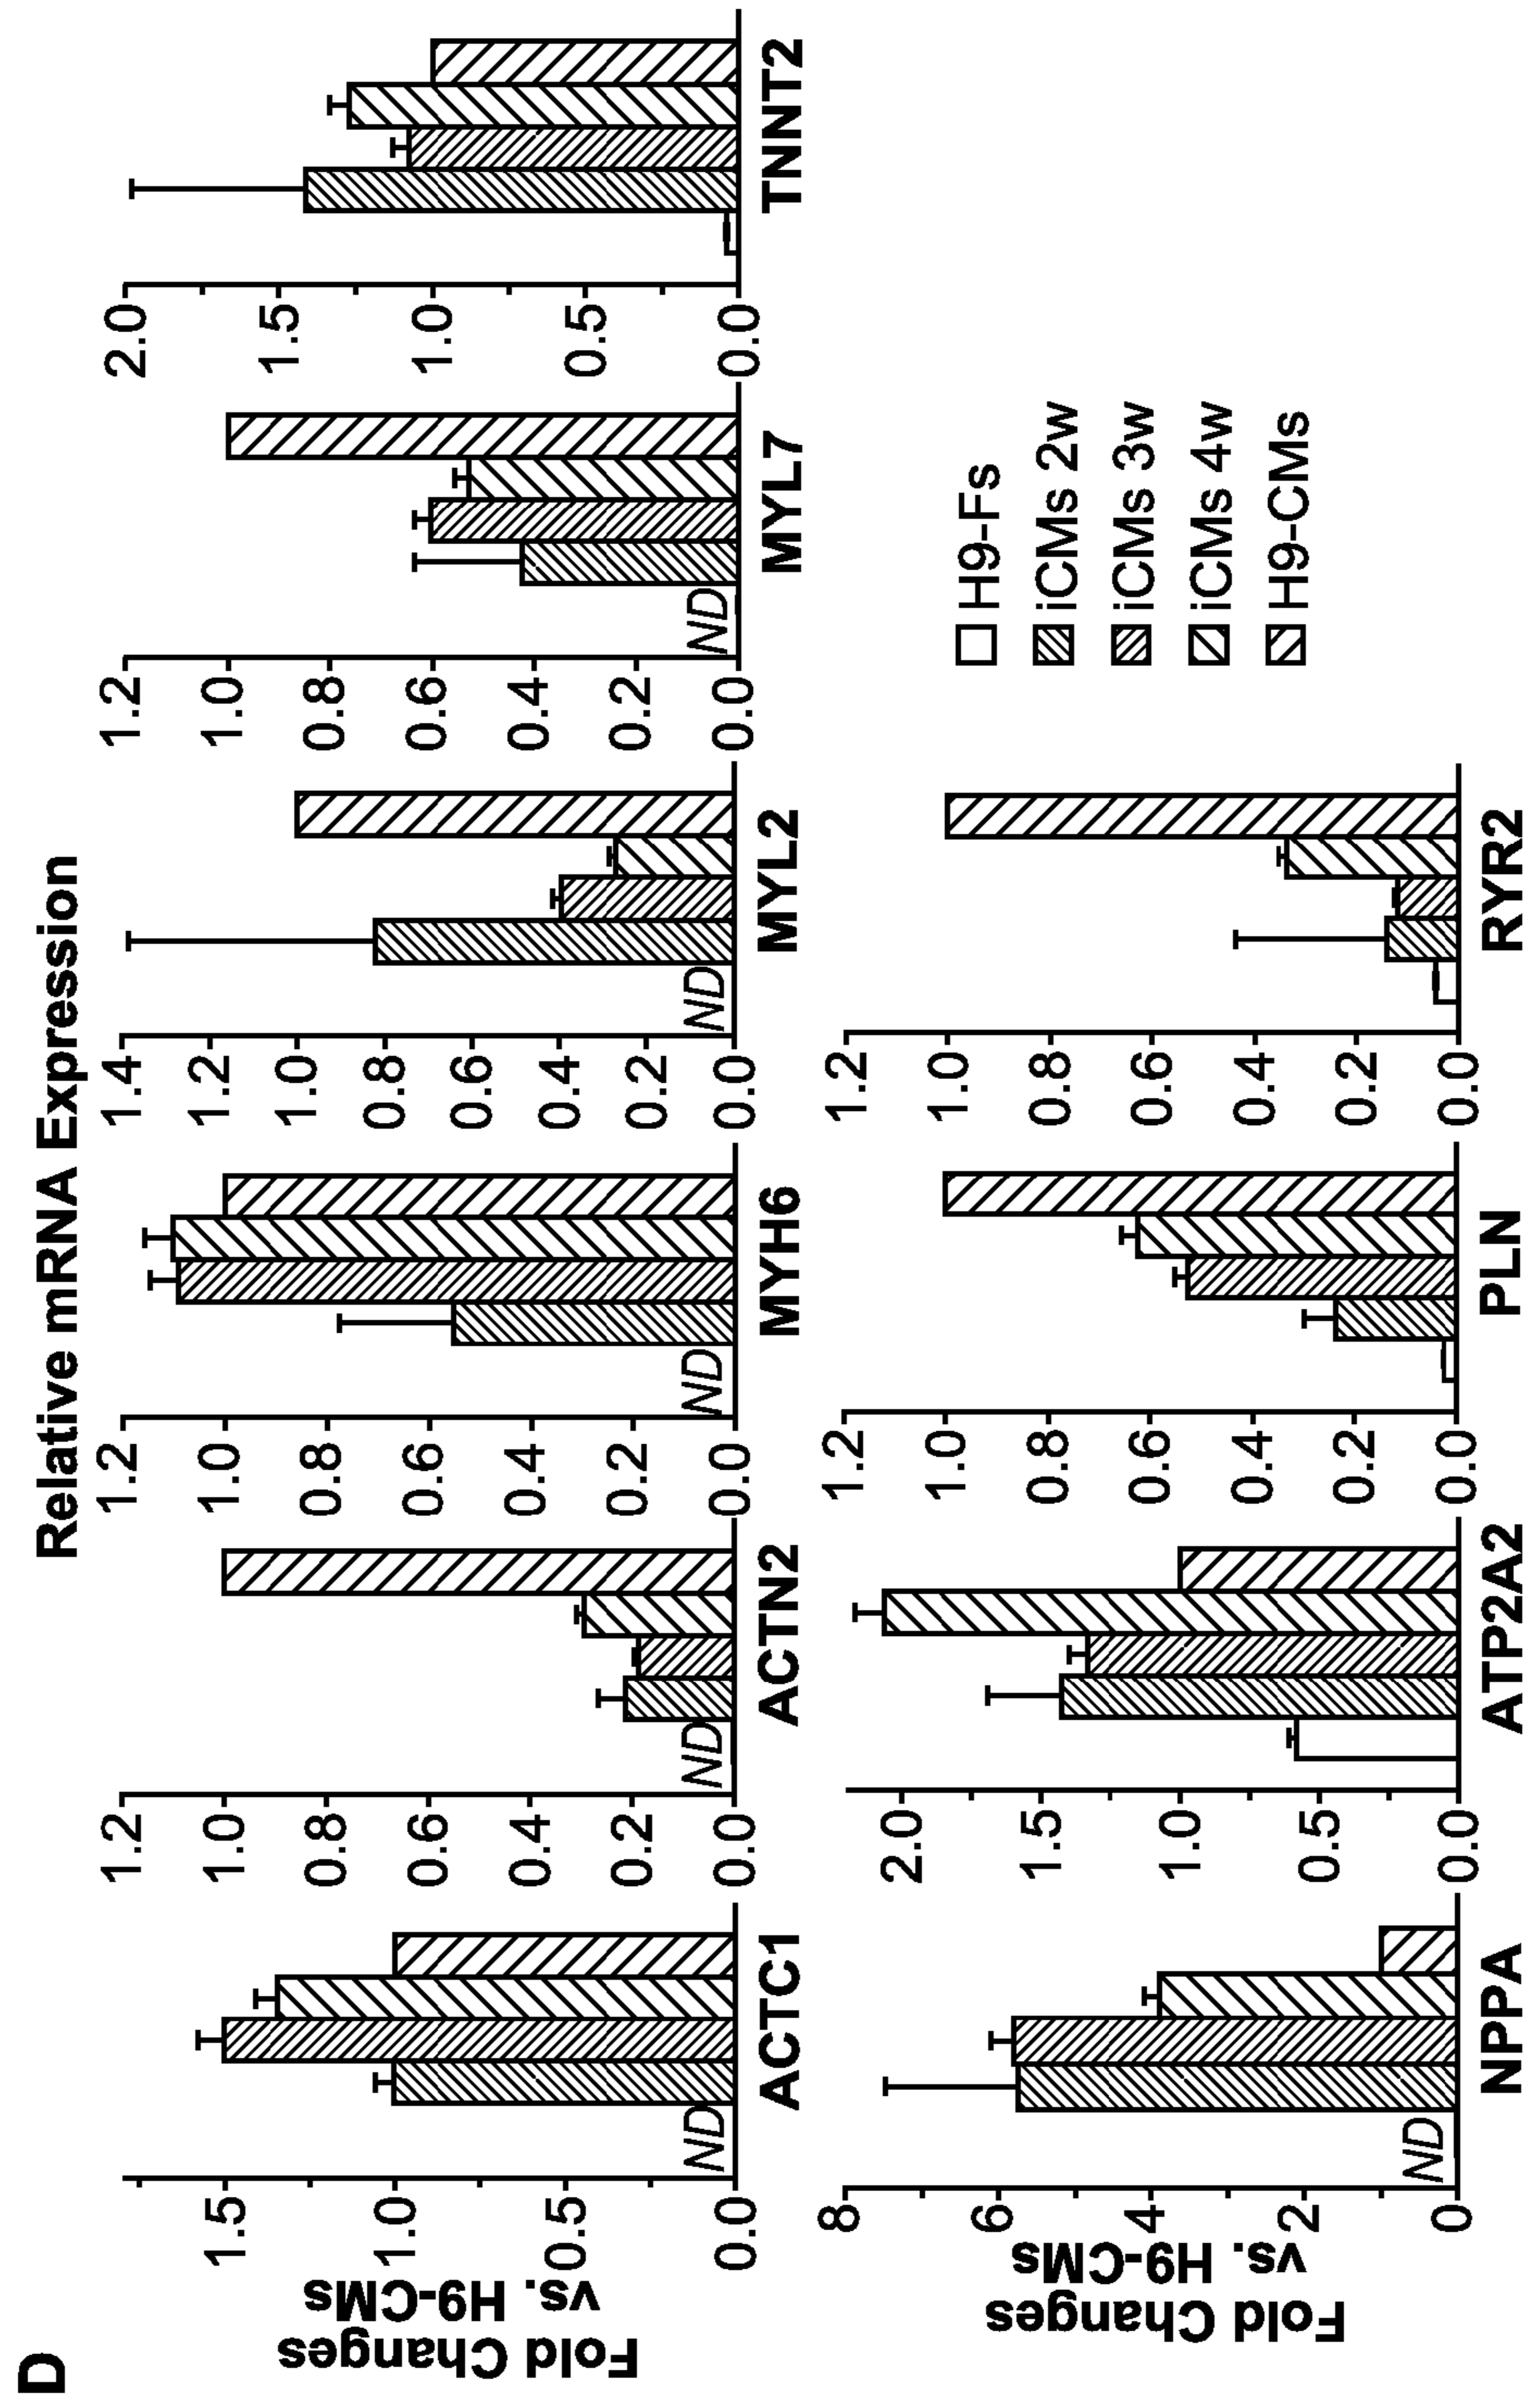 D
Relative mRNA Expression
Fold Changes
vs. H9-CMs
1.5
1.0
0.5
0.0
ND
ACTC1
1.2
1.0
0.8
0.6
0.4
0.2
0.0
ND
ACTN2
1.2
1.0
0.8
0.6
0.4
0.2
0.0
ND
MYH6
1.4
1.2
1.0
0.8
0.6
0.4
0.2
0.0
ND
MYL2
1.2
1.0
0.8
0.6
0.4
0.2
0.0
ND
MYL7
2.0
1.5
1.0
0.5
0.0
TNNT2
Fold Changes
vs. H9-CMs
8
6
4
2
0
ND
NPPA
2.0
1.5
1.0
0.5
0.0
ATP2A2
1.2
1.0
0.8
0.6
0.4
0.2
0.0
PLN
1.2
1.0
0.8
0.6
0.4
0.2
0.0
RYR2
H9-Fs
iCMs 2w
iCMs 3w
iCMs 4w
H9-CMs